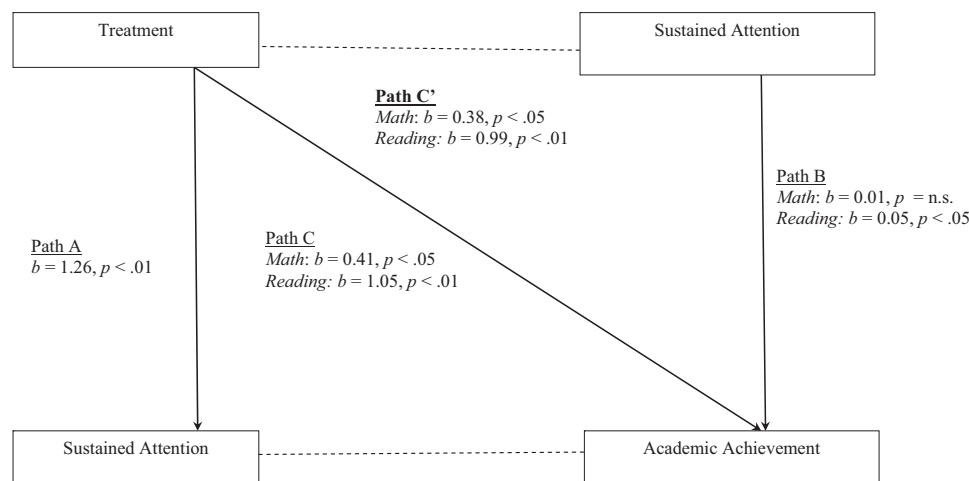 Treatment
Sustained Attention
Path C’
Math: b = 0.38, p < .05
Reading: b = 0.99, p < .01
Path B
Math: b = 0.01, p = n.s.
Reading: b = 0.05, p < .05
Path A
b = 1.26, p < .01
Path C
Math: b = 0.41, p < .05
Reading: b = 1.05, p < .01
Sustained Attention
Academic Achievement